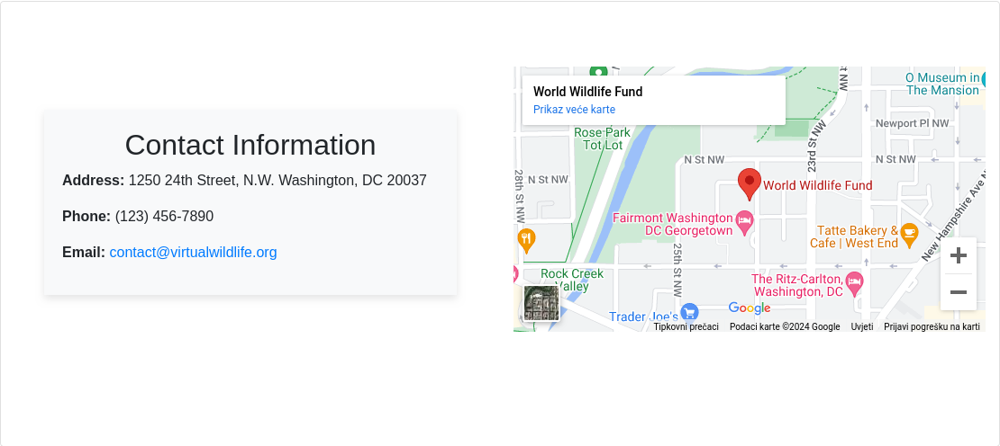 Contact Information
Address: 1250 24th Street, N.W. Washington, DC 20037
Phone: (123) 456-7890
Email: contact@virtualwildlife.org
World Wildlife Fund
Prikaz veće karte
O Museum in
The Mansion
Newport Pl NW
Rose Park
Tot Lot
23rd St NW
N St NW
N St NW
28th St NW
N St NW
World Wildlife Fund
New Hampshire Ave N
Fairmont Washington
DC Georgetown
Tatte Bakery &
Cafe | West End
25th St NW
Rock Creek
Valley
The Ritz-Carlton,
Washington, DC
Trader Joe's
Google
Tipkovni prečaci
Podaci karte ©2024 Google
Uvjeti
Prijavi pogrešku na karti